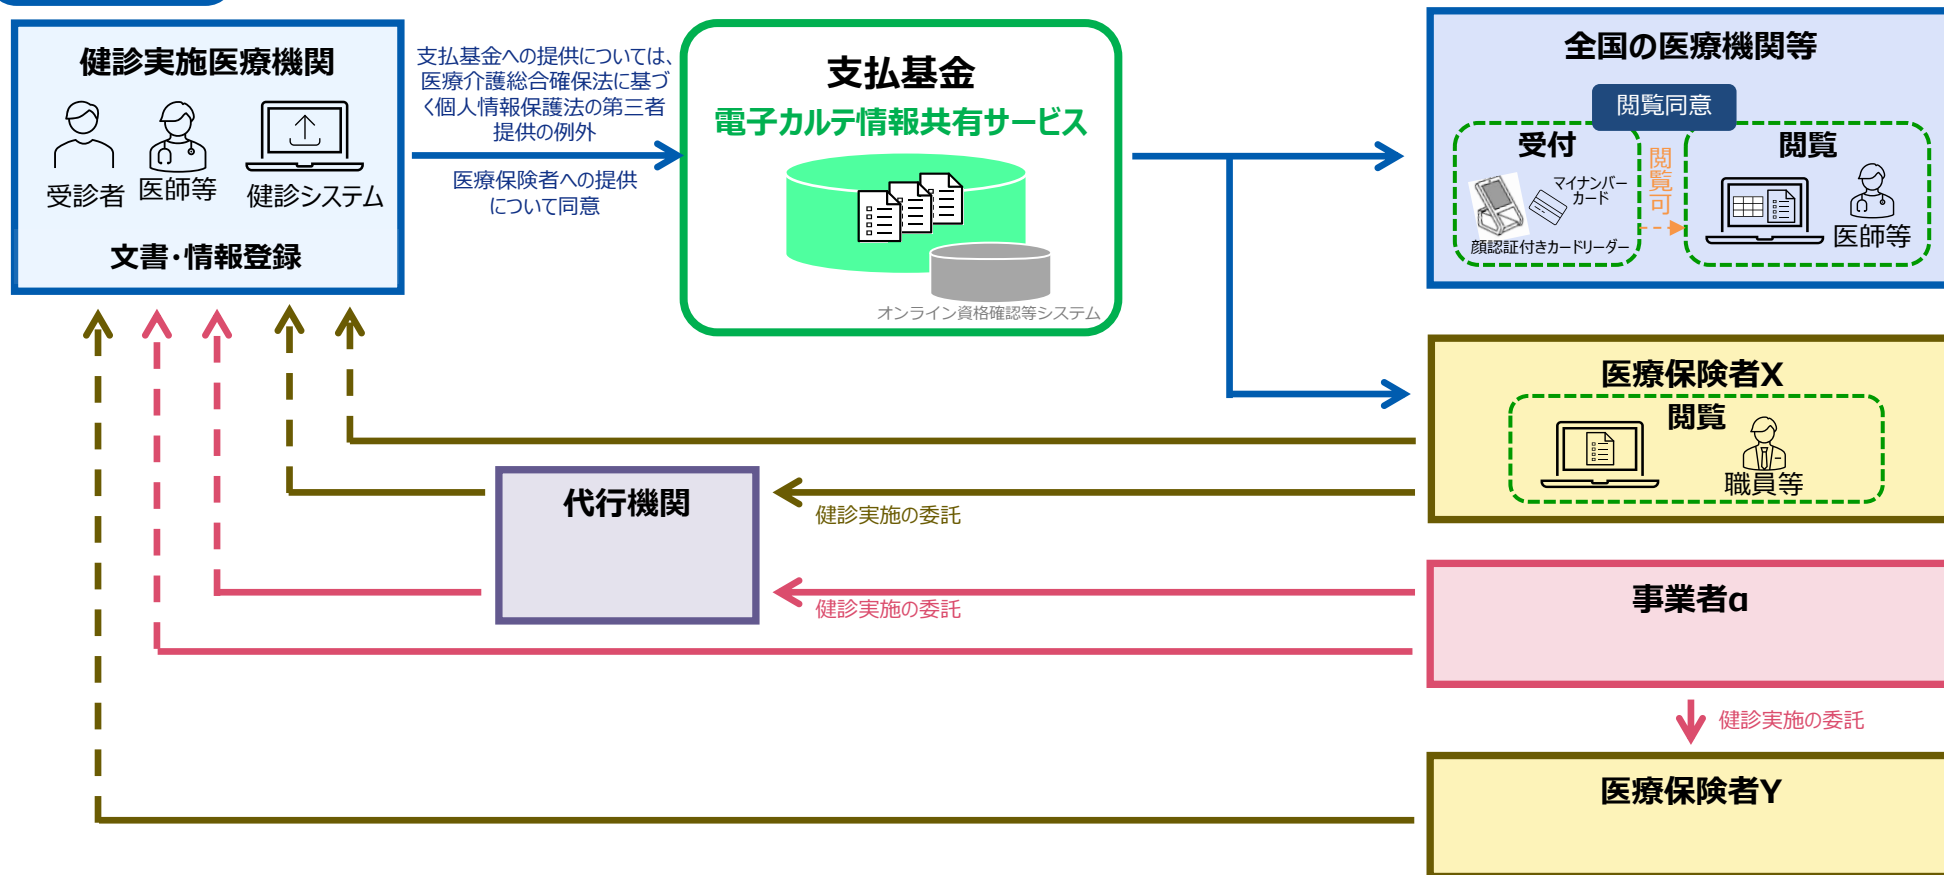 健診実施医療機関
受診者
医師等
健診システム
文書・情報登録
支払基金への提供については、
医療介護総合確保法に基づ
く個人情報保護法の第三者
提供の例外
医療保険者への提供
について同意
支払基金
電子カルテ情報共有サービス
オンライン資格確認等システム
全国の医療機関等
閲覧同意
受付
マイナンバー
カード
顔認証付きカードリーダー
閲覧可
閲覧
医師等
医療保険者X
閲覧
職員等
代行機関
健診実施の委託
健診実施の委託
事業者α
健診実施の委託
医療保険者Y